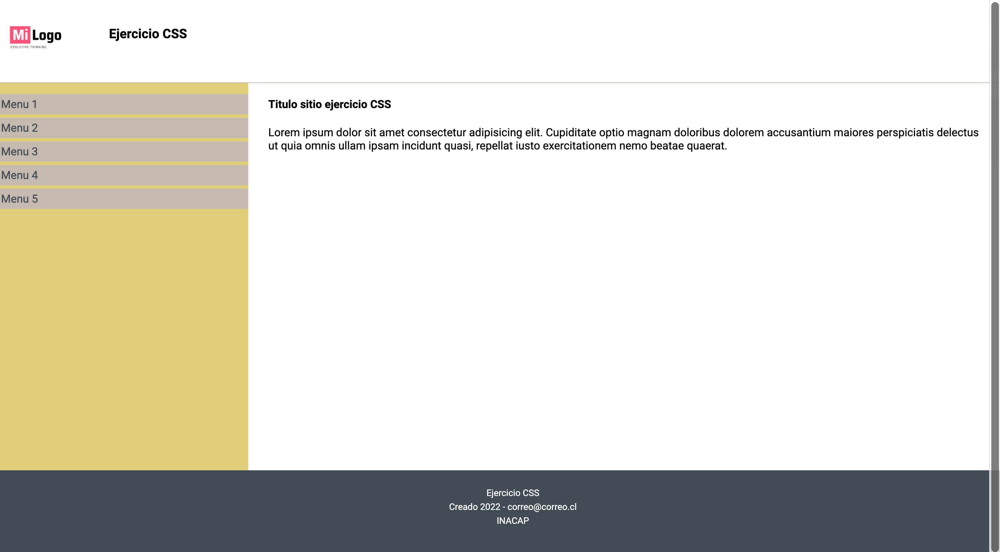 Mi Logo
EVOLUTIVE THINKING
Ejercicio CSS
Menu 1
Menu 2
Menu 3
Menu 4
Menu 5
Titulo sitio ejercicio CSS
Lorem ipsum dolor sit amet consectetur adipisicing elit. Cupiditate optio magnam doloribus dolorem accusantium maiores perspiciatis delectus
ut quia omnis ullam ipsam incidunt quasi, repellat iusto exercitationem nemo beatae quaerat.
Ejercicio CSS
Creado 2022 - correo@correo.cl
INACAP